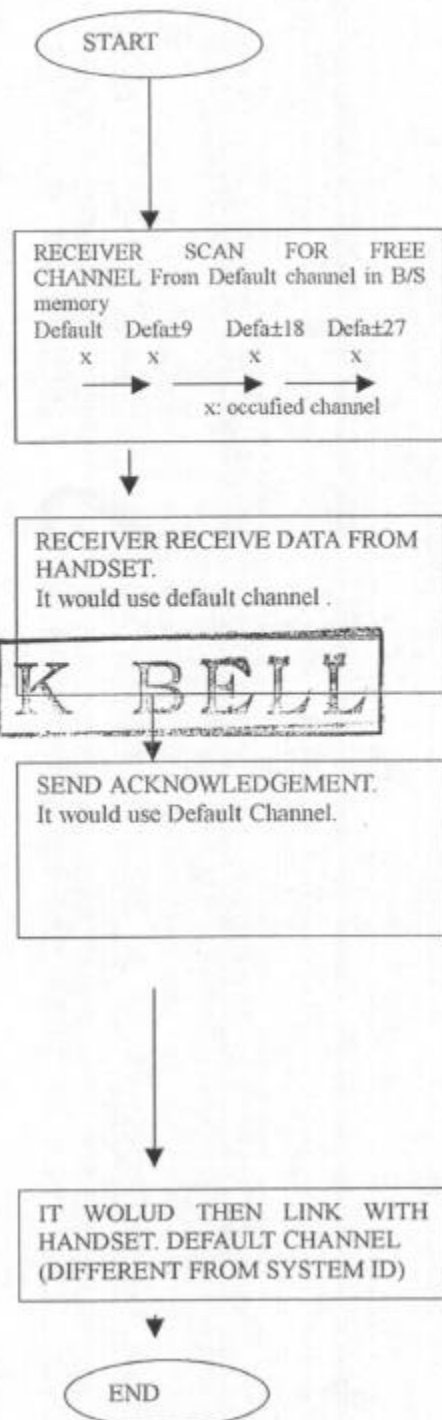 START
RECEIVER SCAN FOR FREE
CHANNEL From Default channel in B/S
memory
Default Defa±9 Defa±18 Defa±27
x x x x
x: occufied channel
RECEIVER RECEIVE DATA FROM
HANDSET.
It would use default channel .
K BELL
SEND ACKNOWLEDGEMENT.
It would use Default Channel.
IT WOLUD THEN LINK WITH
HANDSET. DEFAULT CHANNEL
(DIFFERENT FROM SYSTEM ID)
END